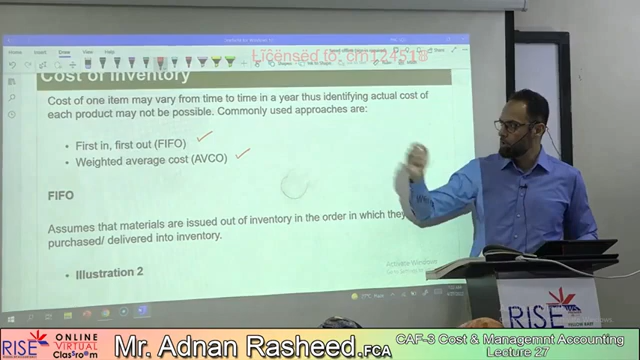 Licensed to: cm124518
Cost of Inventory
Cost of one item may vary from time to time in a year thus identifying actual cost of
each product may not be possible. Commonly used approaches are:
• First in, first out (FIFO)
• Weighted average cost (AVCO)
FIFO
Assumes that materials are issued out of inventory in the order in which they
purchased/ delivered into inventory.
• Illustration 2
Activate Windows
RISE
RISE
ONLINE
VIRTUAL
Classroom
Mr. Adnan Rasheed.FCA
CAF-3 Cost & Managemnt Accounting
Lecture 27